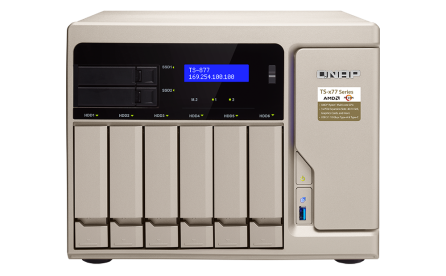 SSD1
SSD2
TS-877
169.254.100.100
M.2
1
2
HDD1
HDD2
HDD3
HDD4
HDD5
HDD6
QNAP
TS-x77 Series
AMD